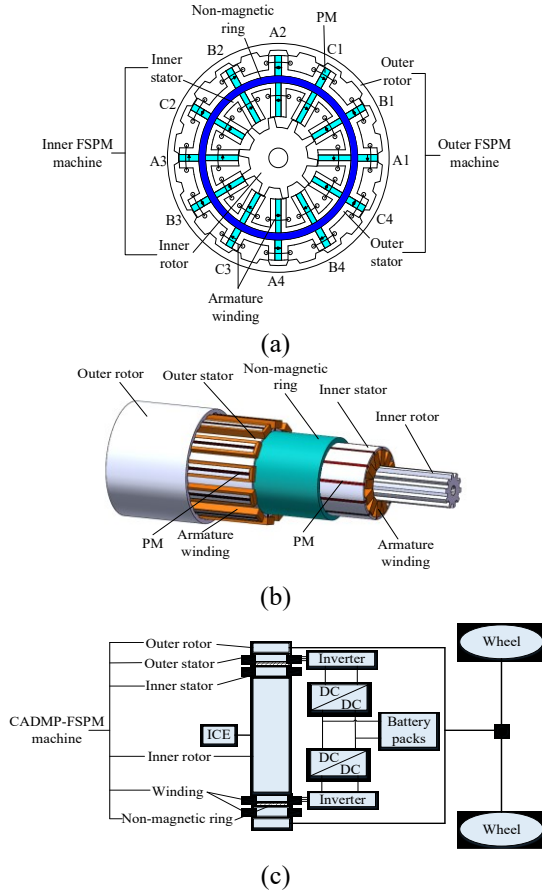 Non-magnetic
ring
A2
PM
Inner
stator
B2
C1
Outer
rotor
C2
B1
Inner FSPM
machine
A3
A1
Outer FSPM
machine
B3
C4
Inner
rotor
C3
A4
B4
Outer
stator
Armature
winding
(a)
Outer rotor
Outer stator
Non-magnetic
ring
Inner stator
Inner rotor
PM
Armature
winding
PM
Armature
winding
(b)
Outer rotor
Outer stator
Inner stator
CADMP-FSPM
machine
ICE
Inner rotor
Winding
Non-magnetic ring
Inverter
DC
DC
Battery
packs
DC
DC
Inverter
Wheel
Wheel
(c)